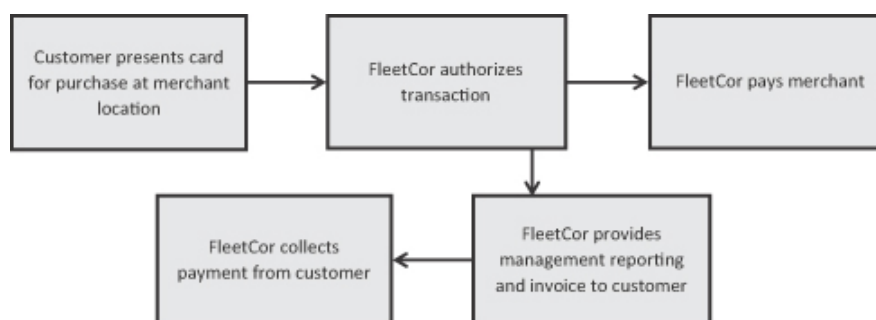 Customer presents card
for purchase at merchant
location
FleetCor authorizes
transaction
FleetCor pays merchant
FleetCor collects
payment from customer
FleetCor provides
management reporting
and invoice to customer